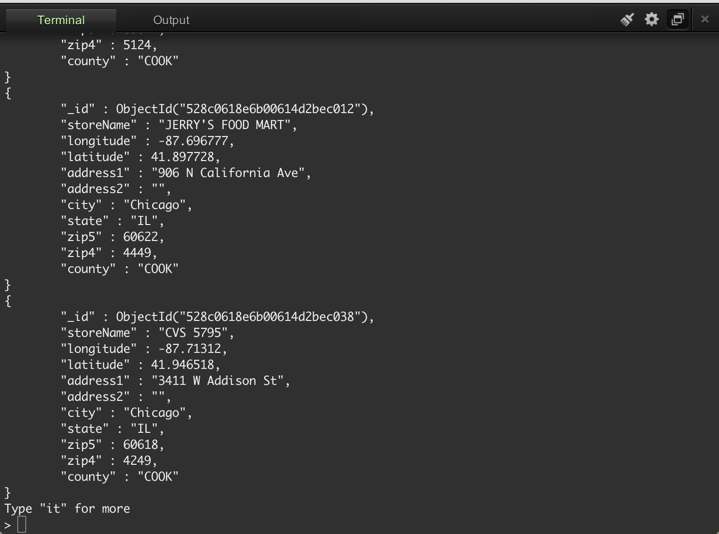 Terminal Output
"zip4" : 5124,
"county" : "COOK"
}
{
"_id" : ObjectId("528c0618e6b00614d2bec012"),
"storeName" : "JERRY'S FOOD MART",
"longitude" : -87.696777,
"latitude" : 41.897728,
"address1" : "906 N California Ave",
"address2" : "",
"city" : "Chicago",
"state" : "IL",
"zip5" : 60622,
"zip4" : 4449,
"county" : "COOK"
}
{
"_id" : ObjectId("528c0618e6b00614d2bec038"),
"storeName" : "CVS 5795",
"longitude" : -87.71312,
"latitude" : 41.946518,
"address1" : "3411 W Addison St",
"address2" : "",
"city" : "Chicago",
"state" : "IL",
"zip5" : 60618,
"zip4" : 4249,
"county" : "COOK"
}
Type "it" for more
>